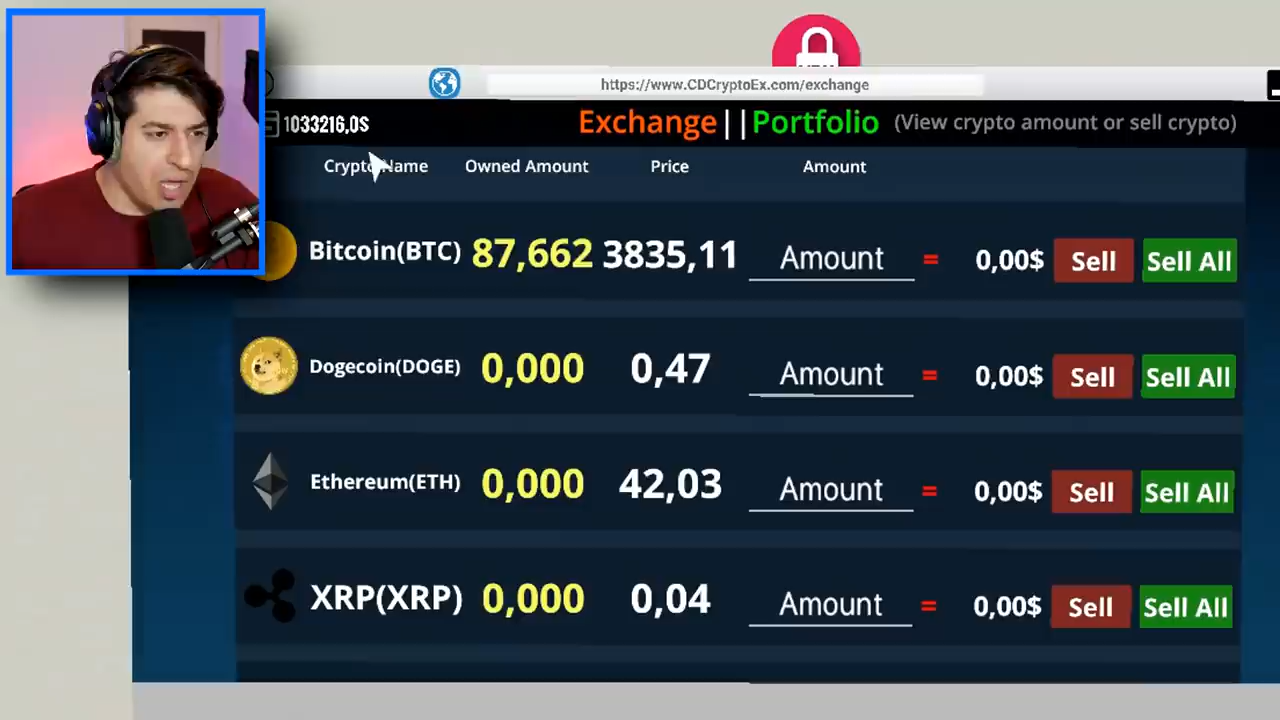 https://www.CDCryptoEx.com/exchange
1033216,0$ Exchange||Portfolio (View crypto amount or sell crypto)
Crypto Name Owned Amount Price Amount
Bitcoin(BTC) 87,662 3835,11 Amount = 0,00$ Sell Sell All
Dogecoin(DOGE) 0,000 0,47 Amount = 0,00$ Sell Sell All
Ethereum(ETH) 0,000 42,03 Amount = 0,00$ Sell Sell All
XRP(XRP) 0,000 0,04 Amount = 0,00$ Sell Sell All